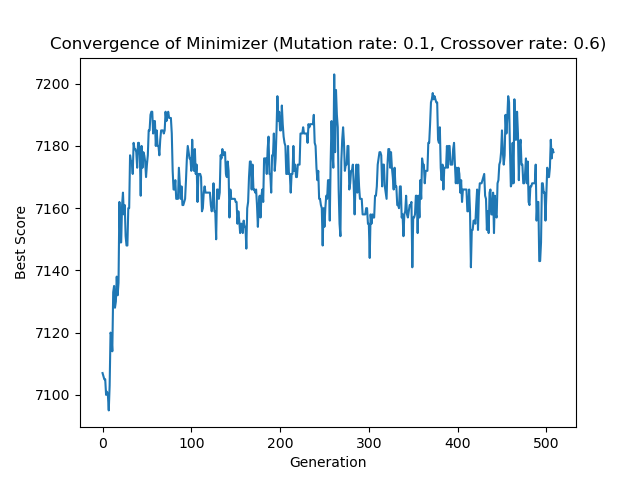 Convergence of Minimizer (Mutation rate: 0.1, Crossover rate: 0.6)
7200
7180
7160
7140
7120
7100
Best Score
0 100 200 300 400 500
Generation